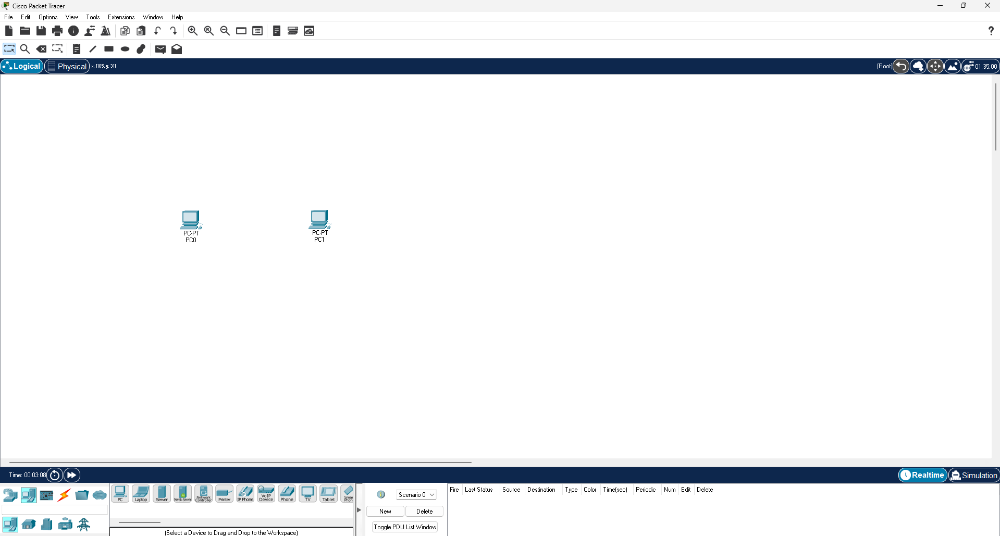 Cisco Packet Tracer
File Edit Options View Tools Extensions Window Help
Logical Physical x: 1105, y: 311 [Root] 01:35:00
PC-PT
PC0
PC-PT
PC1
Time: 00:03:08 Realtime Simulation
PC Laptop Server Meraki Server Network Controller Printer IP Phone VoIP Device Phone TV Tablet Smar Phon
(Select a Device to Drag and Drop to the Workspace)
Scenario 0
New Delete
Toggle PDU List Window
Fire Last Status Source Destination Type Color Time(sec) Periodic Num Edit Delete